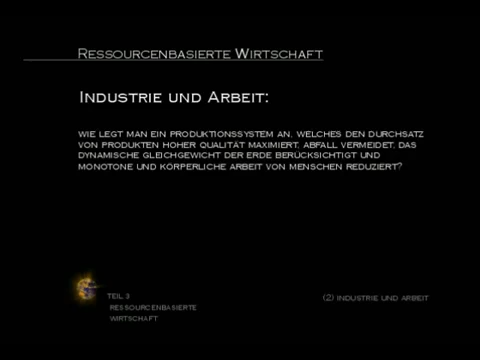 Ressourcenbasierte Wirtschaft
Industrie und Arbeit:
wie legt man ein produktionssystem an, welches den durchsatz
von produkten hoher qualität maximiert, abfall vermeidet, das
dynamische gleichgewicht der erde berücksichtigt und
monotone und körperliche arbeit von menschen reduziert?
teil 3
ressourcenbasierte
wirtschaft
(2) industrie und arbeit